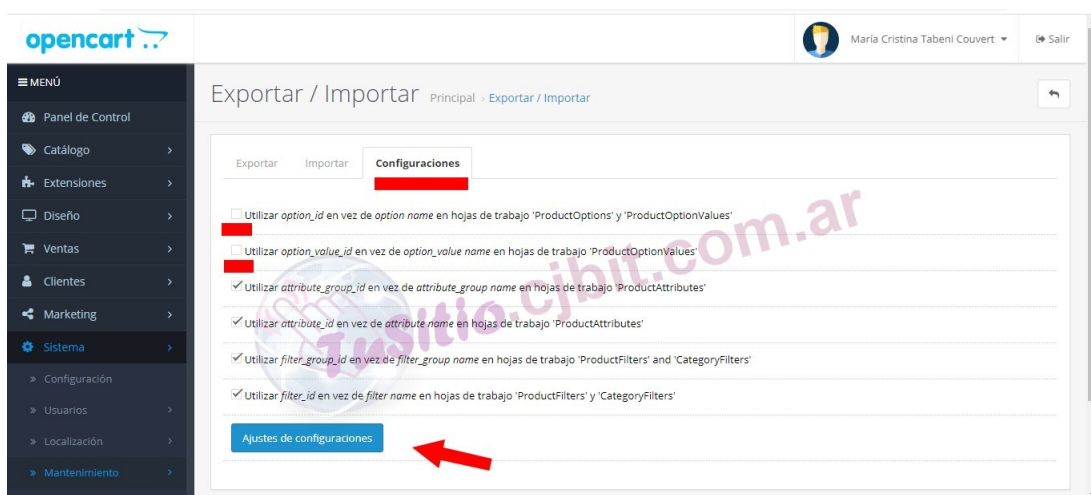 opencart
María Cristina Tabeni Couvert
Salir
MENÚ
Exportar / Importar Principal › Exportar / Importar
Panel de Control
Catálogo
Extensiones
Diseño
Ventas
Clientes
Marketing
Sistema
» Configuración
» Usuarios
» Localización
» Mantenimiento
Exportar Importar Configuraciones
Utilizar option_id en vez de option name en hojas de trabajo 'ProductOptions' y 'ProductOptionValues'
Utilizar option_value_id en vez de option_value name en hojas de trabajo 'ProductOptionValues'
Utilizar attribute_group_id en vez de attribute_group name en hojas de trabajo 'ProductAttributes'
Utilizar attribute_id en vez de attribute name en hojas de trabajo 'ProductAttributes'
Utilizar filter_group_id en vez de filter_group name en hojas de trabajo 'ProductFilters' and 'CategoryFilters'
Utilizar filter_id en vez de filter name en hojas de trabajo 'ProductFilters' y 'CategoryFilters'
Ajustes de configuraciones
TuSitio.cjbit.com.ar